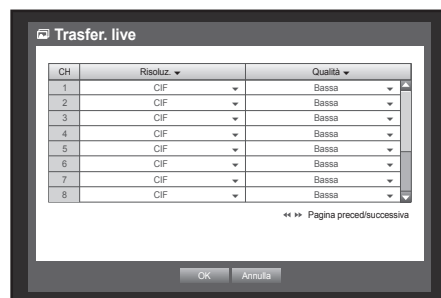 Trasfer. live
CH Risoluz. Qualità
1 CIF Bassa
2 CIF Bassa
3 CIF Bassa
4 CIF Bassa
5 CIF Bassa
6 CIF Bassa
7 CIF Bassa
8 CIF Bassa
Pagina preced/successiva
OK Annulla